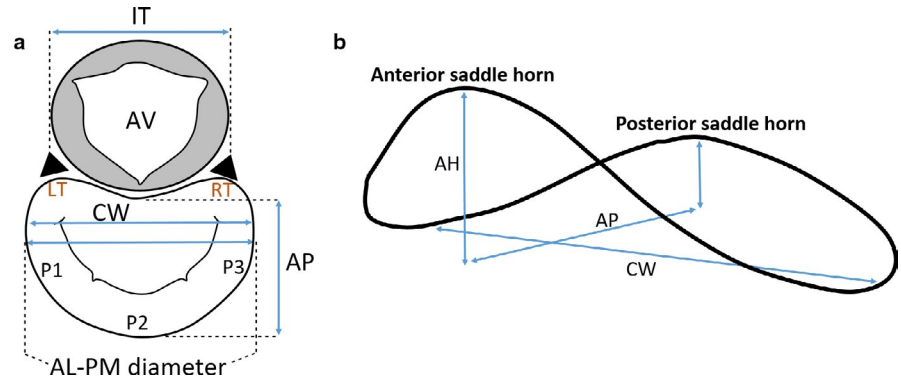 a
IT
AV
LT
RT
CW
P1
P3
AP
P2
AL-PM diameter
b
Anterior saddle horn
Posterior saddle horn
AH
AP
CW